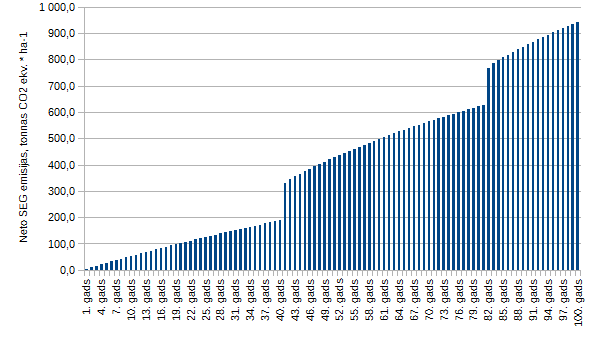 Neto SEG emisijas, tonnas CO2 ekv. * ha-1
1 000,0
900,0
800,0
700,0
600,0
500,0
400,0
300,0
200,0
100,0
0,0
1. gads
4. gads
7. gads
10. gads
13. gads
16. gads
19. gads
22. gads
25. gads
28. gads
31. gads
34. gads
37. gads
40. gads
43. gads
46. gads
49. gads
52. gads
55. gads
58. gads
61. gads
64. gads
67. gads
70. gads
73. gads
76. gads
79. gads
82. gads
85. gads
88. gads
91. gads
94. gads
97. gads
100. gads